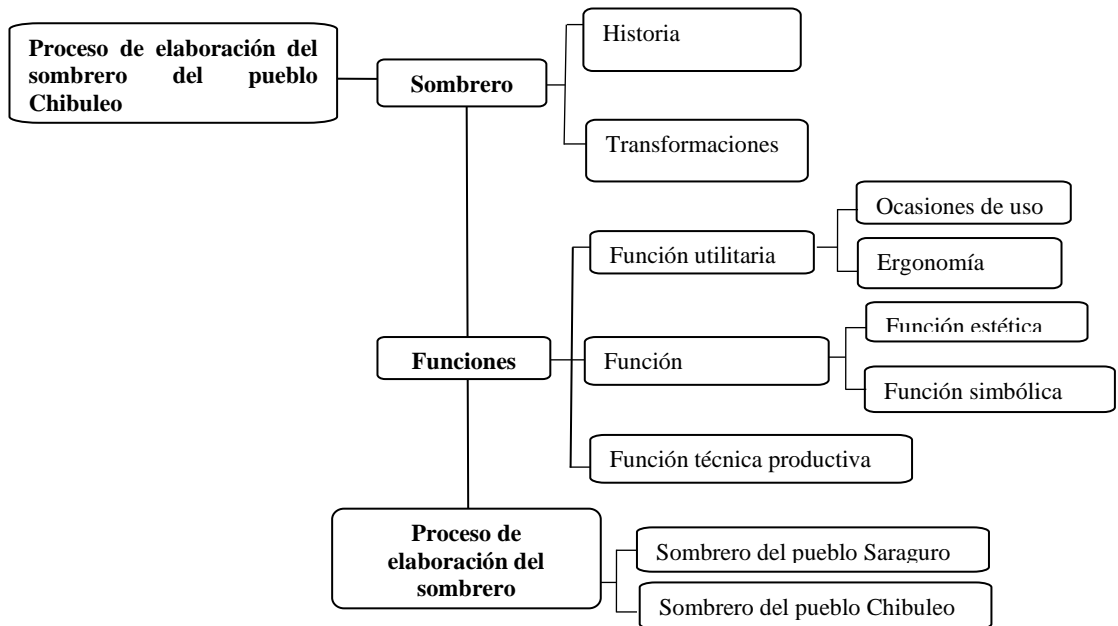 Proceso de elaboración del
sombrero del pueblo
Chibuleo
Sombrero
Historia
Transformaciones
Funciones
Función utilitaria
Ocasiones de uso
Ergonomía
Función
Función estética
Función simbólica
Función técnica productiva
Proceso de
elaboración del
sombrero
Sombrero del pueblo Saraguro
Sombrero del pueblo Chibuleo